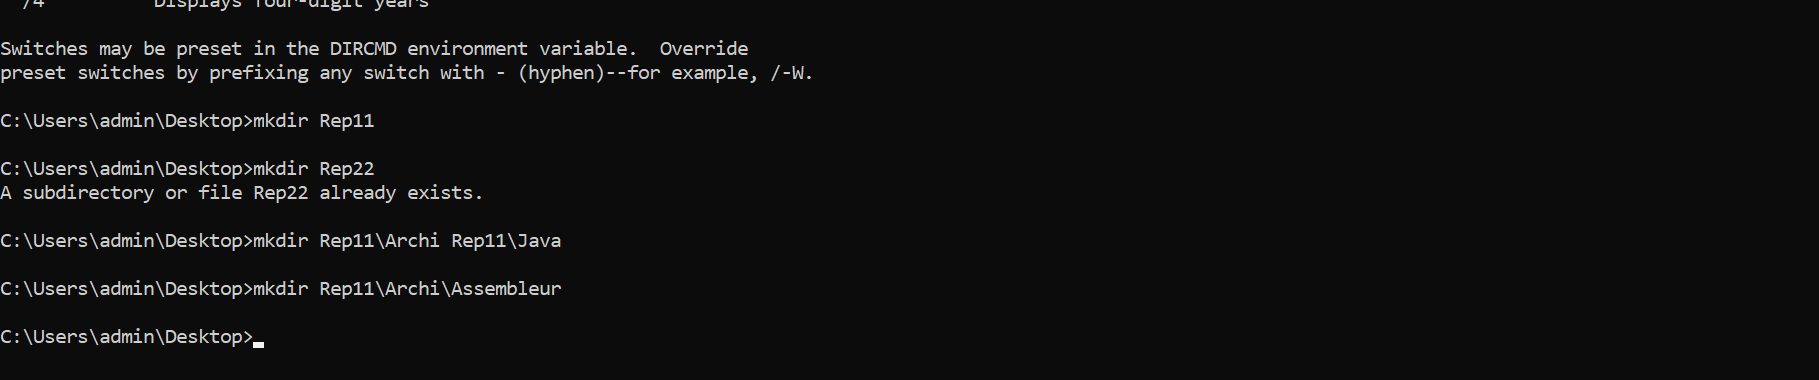 /4          Displays four-digit years
Switches may be preset in the DIRCMD environment variable.  Override
preset switches by prefixing any switch with - (hyphen)--for example, /-W.
C:\Users\admin\Desktop>mkdir Rep11
C:\Users\admin\Desktop>mkdir Rep22
A subdirectory or file Rep22 already exists.
C:\Users\admin\Desktop>mkdir Rep11\Archi Rep11\Java
C:\Users\admin\Desktop>mkdir Rep11\Archi\Assembleur
C:\Users\admin\Desktop>